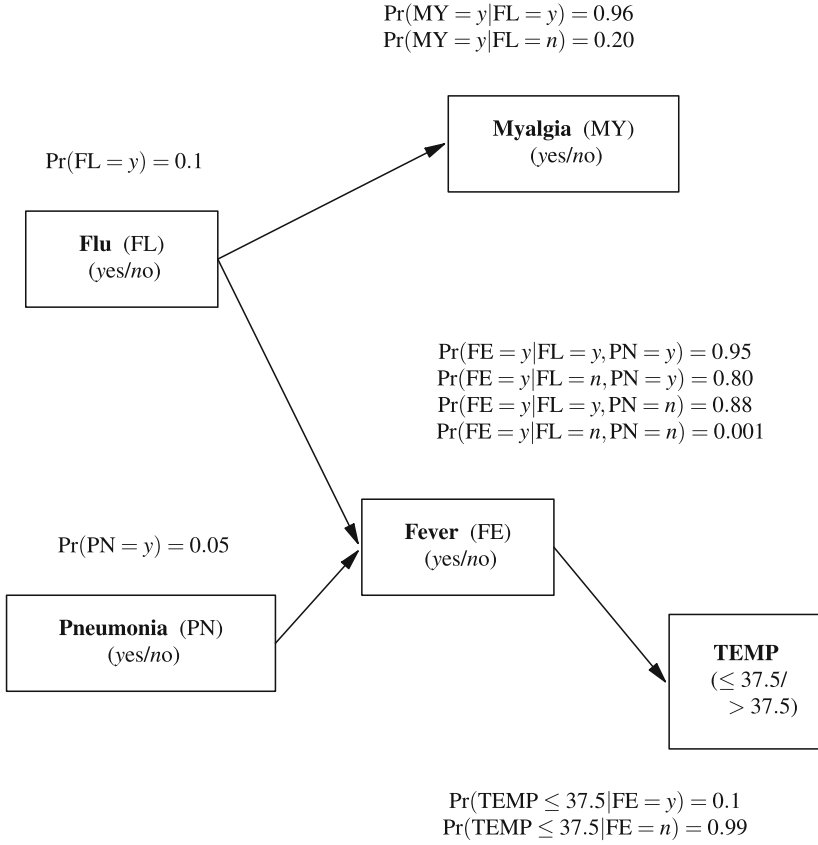 Pr(MY = y|FL = y) = 0.96
Pr(MY = y|FL = n) = 0.20
Myalgia (MY)
(yes/no)
Pr(FL = y) = 0.1
Flu (FL)
(yes/no)
Pr(FE = y|FL = y, PN = y) = 0.95
Pr(FE = y|FL = n, PN = y) = 0.80
Pr(FE = y|FL = y, PN = n) = 0.88
Pr(FE = y|FL = n, PN = n) = 0.001
Fever (FE)
(yes/no)
Pr(PN = y) = 0.05
Pneumonia (PN)
(yes/no)
TEMP
(≤ 37.5/
> 37.5)
Pr(TEMP ≤ 37.5|FE = y) = 0.1
Pr(TEMP ≤ 37.5|FE = n) = 0.99